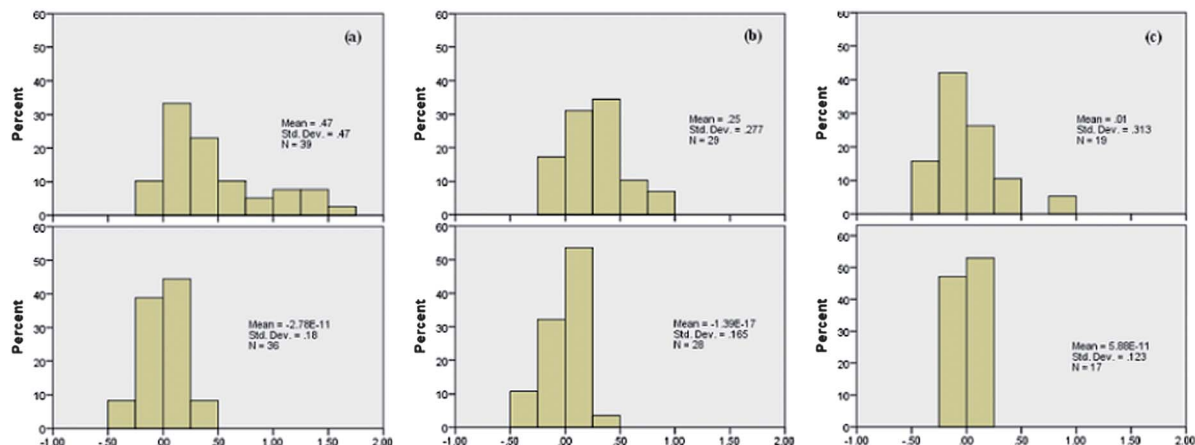 60
50
40
30
20
10
0
Percent
(a)
Mean = .47
Std. Dev. = .47
N = 39
60
50
40
30
20
10
0
Percent
(b)
Mean = .25
Std. Dev. = .277
N = 29
60
50
40
30
20
10
0
Percent
(c)
Mean = .01
Std. Dev. = .313
N = 19
60
50
40
30
20
10
0
Percent
Mean = -2.78E-11
Std. Dev. = .18
N = 36
-1.00 -.50 .00 .50 1.00 1.50 2.00
60
50
40
30
20
10
0
Percent
Mean = -1.39E-17
Std. Dev. = .165
N = 28
-1.00 -.50 .00 .50 1.00 1.50 2.00
60
50
40
30
20
10
0
Percent
Mean = 5.88E-11
Std. Dev. = .123
N = 17
-1.00 -.50 .00 .50 1.00 1.50 2.00